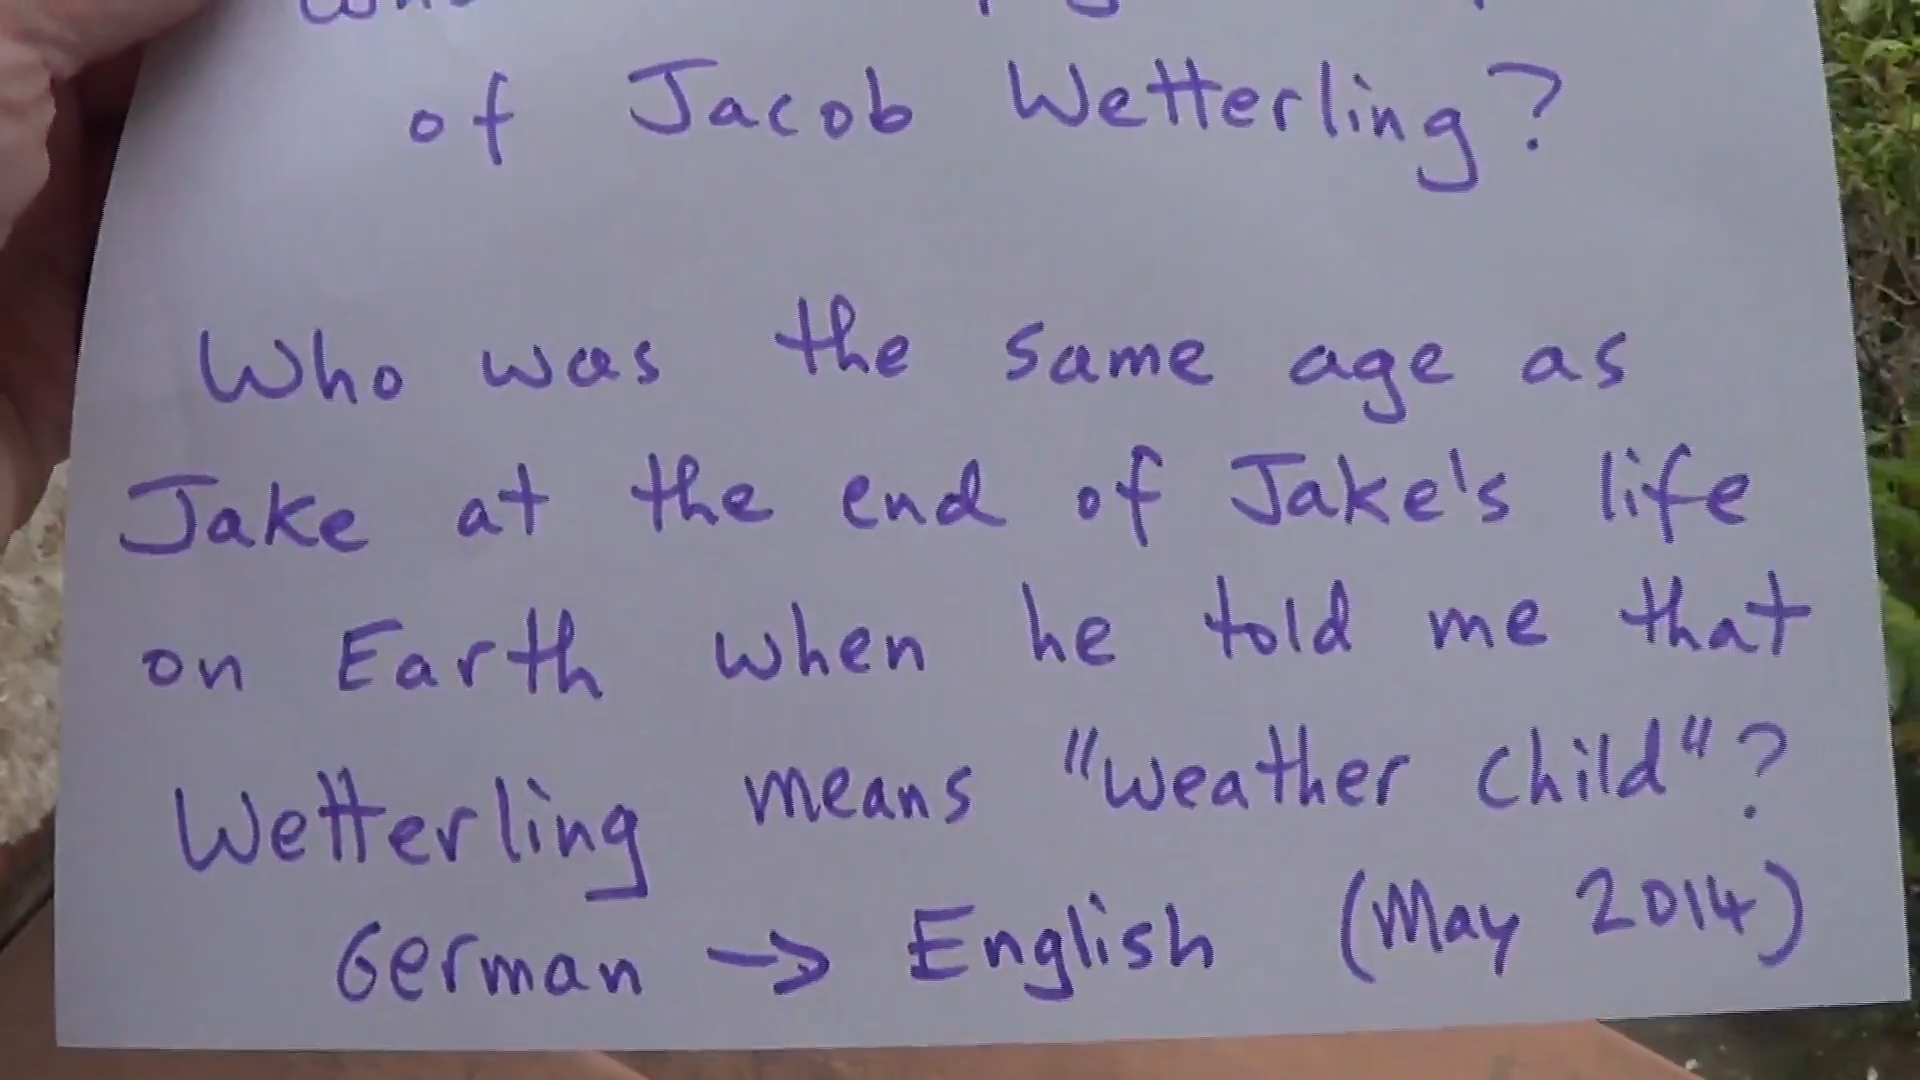 of Jacob Wetterling?
Who was the same age as
Jake at the end of Jake's life
on Earth when he told me that
Wetterling means "weather child"?
German → English (May 2014)